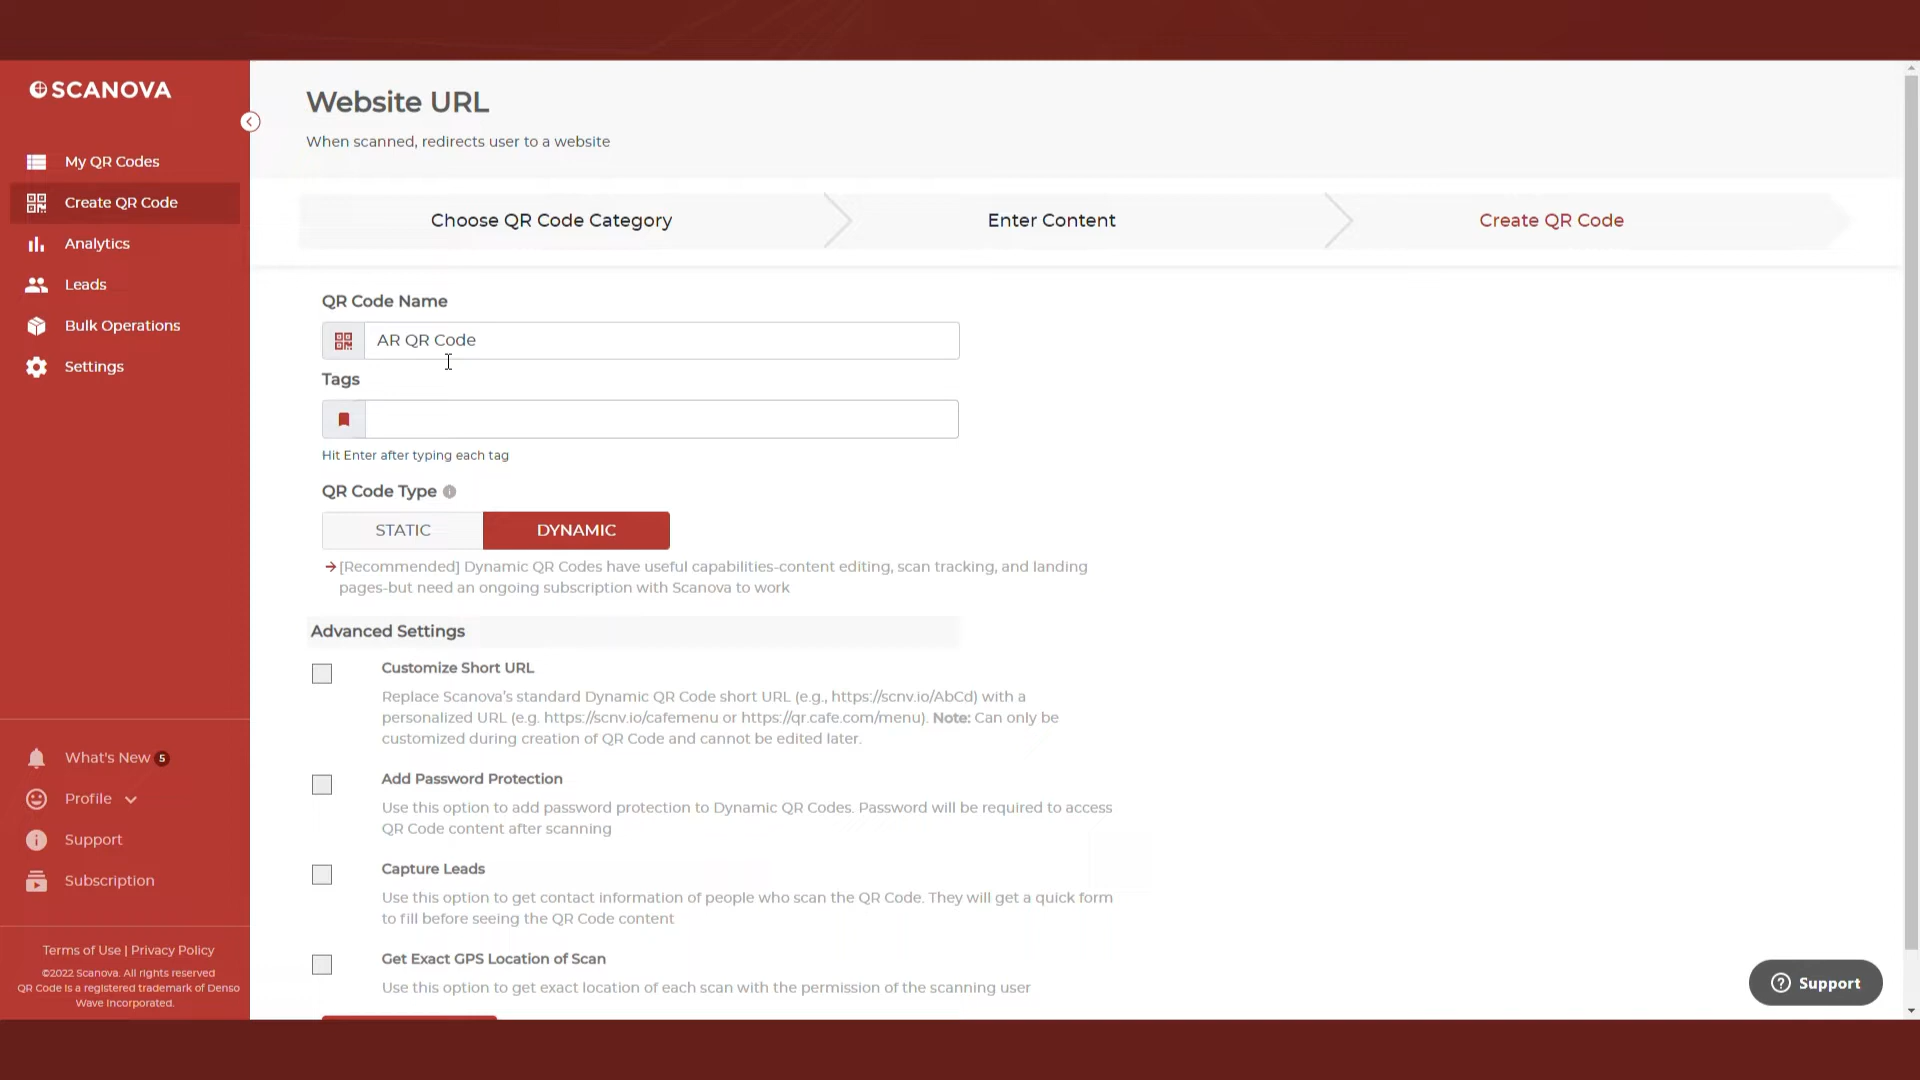 SCANOVA
My QR Codes
Create QR Code
Analytics
Leads
Bulk Operations
Settings
What's New 5
Profile
Support
Subscription
Terms of Use | Privacy Policy
©2022 Scanova. All rights reserved
QR Code is a registered trademark of Denso
Wave Incorporated.
Website URL
When scanned, redirects user to a website
Choose QR Code Category
Enter Content
Create QR Code
QR Code Name
AR QR Code
Tags
Hit Enter after typing each tag
QR Code Type
STATIC
DYNAMIC
[Recommended] Dynamic QR Codes have useful capabilities-content editing, scan tracking, and landing
pages-but need an ongoing subscription with Scanova to work
Advanced Settings
Customize Short URL
Replace Scanova's standard Dynamic QR Code short URL (e.g., https://scnv.io/AbCd) with a
personalized URL (e.g. https://scnv.io/cafemenu or https://qr.cafe.com/menu). Note: Can only be
customized during creation of QR Code and cannot be edited later.
Add Password Protection
Use this option to add password protection to Dynamic QR Codes. Password will be required to access
QR Code content after scanning
Capture Leads
Use this option to get contact information of people who scan the QR Code. They will get a quick form
to fill before seeing the QR Code content
Get Exact GPS Location of Scan
Use this option to get exact location of each scan with the permission of the scanning user
Support